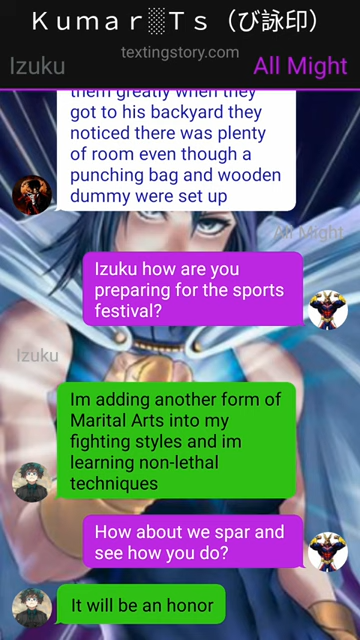 Ｋｕｍａｒ░Ｔｓ（び詠印）
textingstory.com
Izuku
All Might
them greatly when they
got to his backyard they
noticed there was plenty
of room even though a
punching bag and wooden
dummy were set up
All Might
Izuku how are you
preparing for the sports
festival?
Izuku
Im adding another form of
Marital Arts into my
fighting styles and im
learning non-lethal
techniques
How about we spar and
see how you do?
It will be an honor